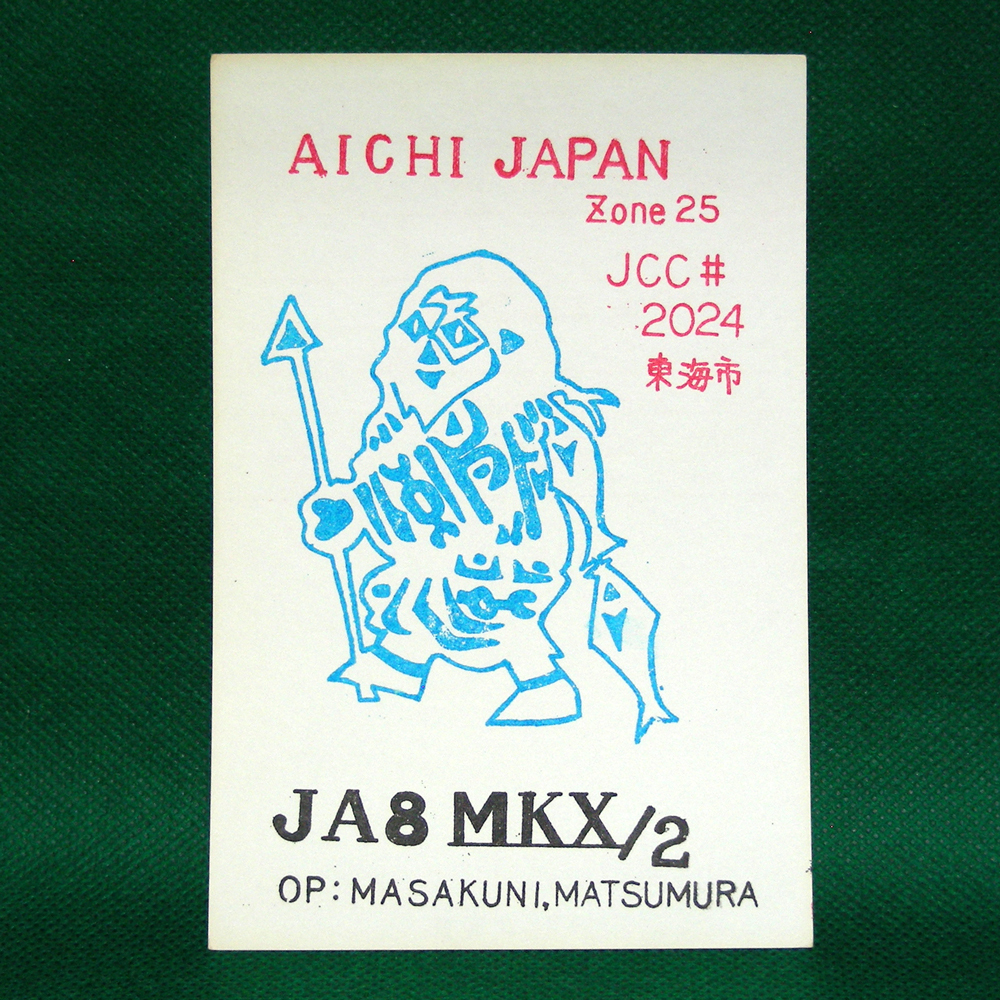 AICHI JAPAN
Zone 25
JCC #
2024
東海市
JA8 MKX/2
OP: MASAKUNI,MATSUMURA